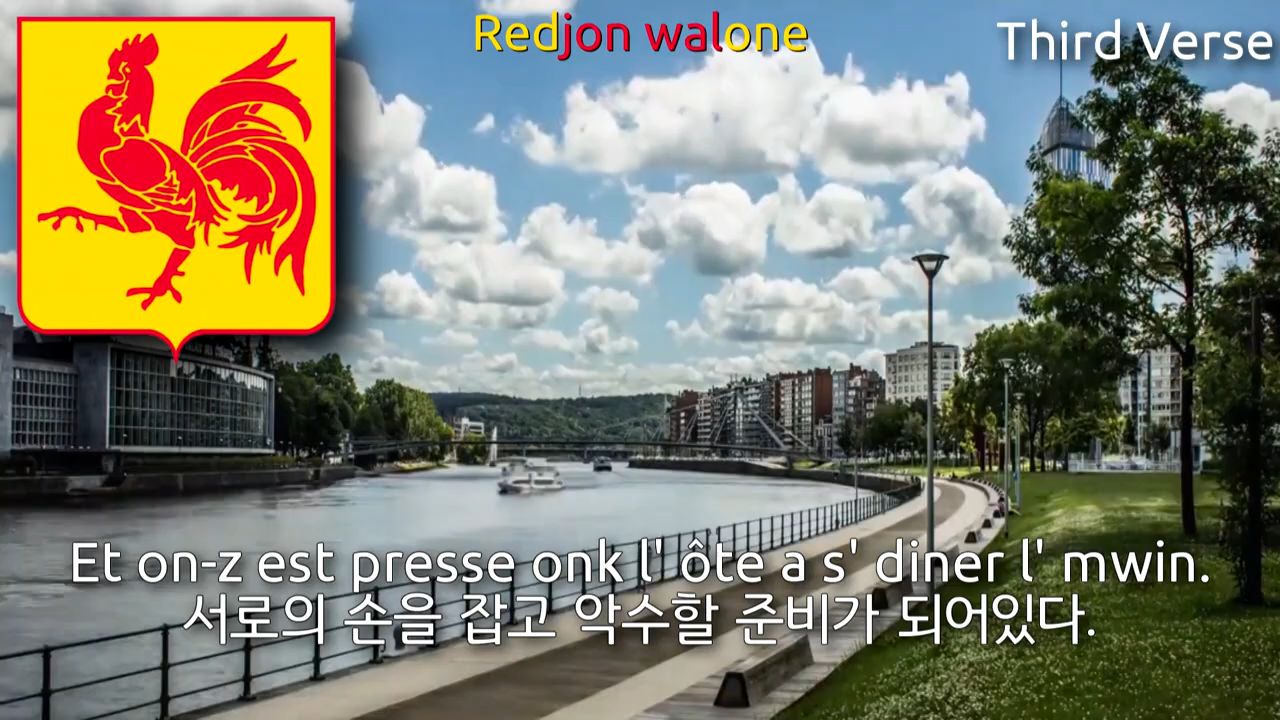 Redjon walone
Third Verse
Et on-z est presse onk l' ôte a s' diner l' mwin.
서로의 손을 잡고 악수할 준비가 되어있다.